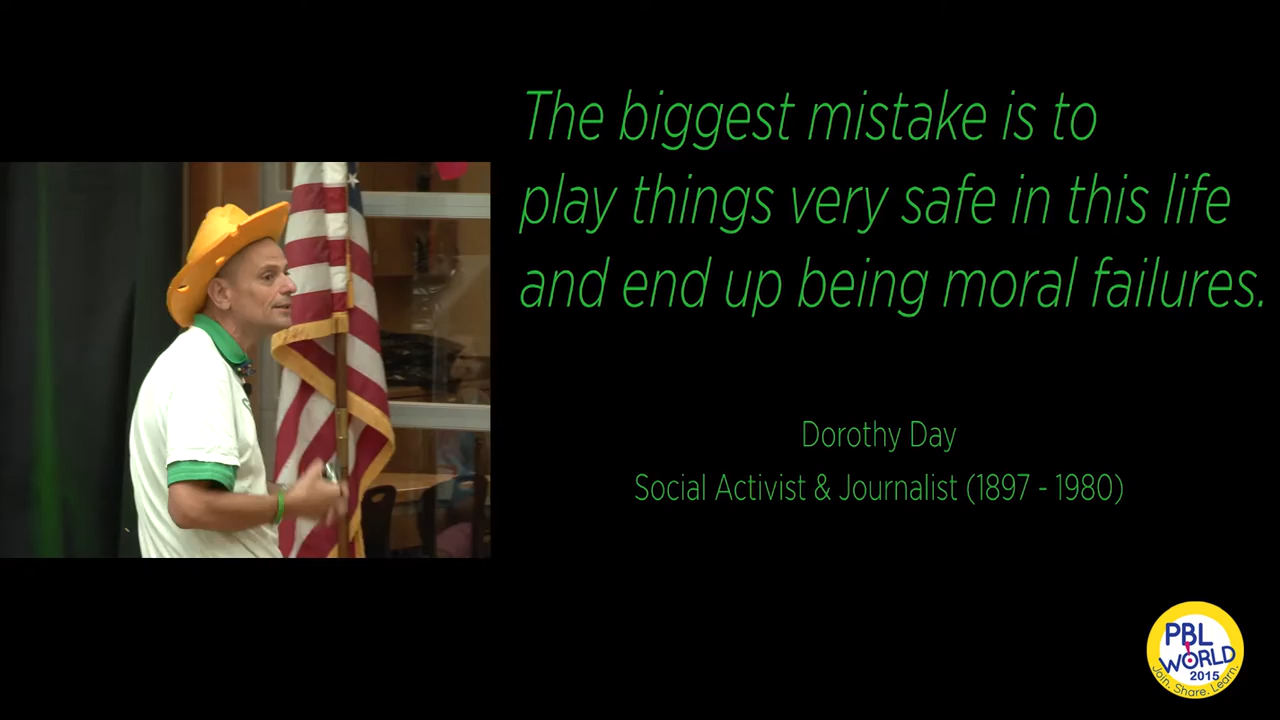 The biggest mistake is to
play things very safe in this life
and end up being moral failures.
Dorothy Day
Social Activist & Journalist (1897 - 1980)
PBL
WORLD
2015
Join. Share. Learn.